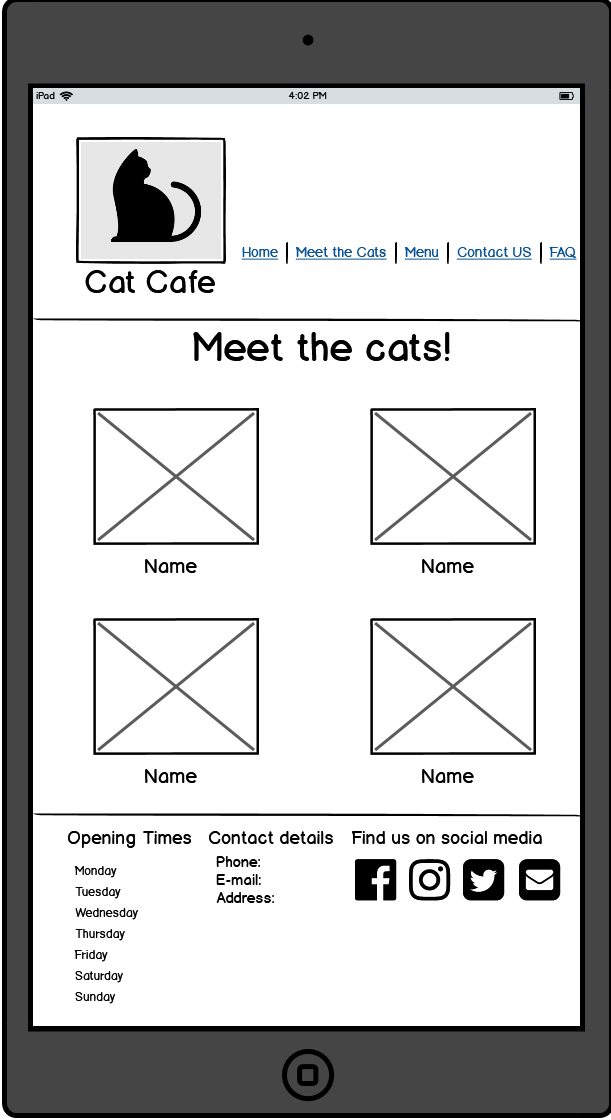 iPad 4:02 PM
Cat Cafe
Home | Meet the Cats | Menu | Contact US | FAQ
Meet the cats!
Name Name
Name Name
Opening Times
Monday
Tuesday
Wednesday
Thursday
Friday
Saturday
Sunday
Contact details
Phone:
E-mail:
Address:
Find us on social media